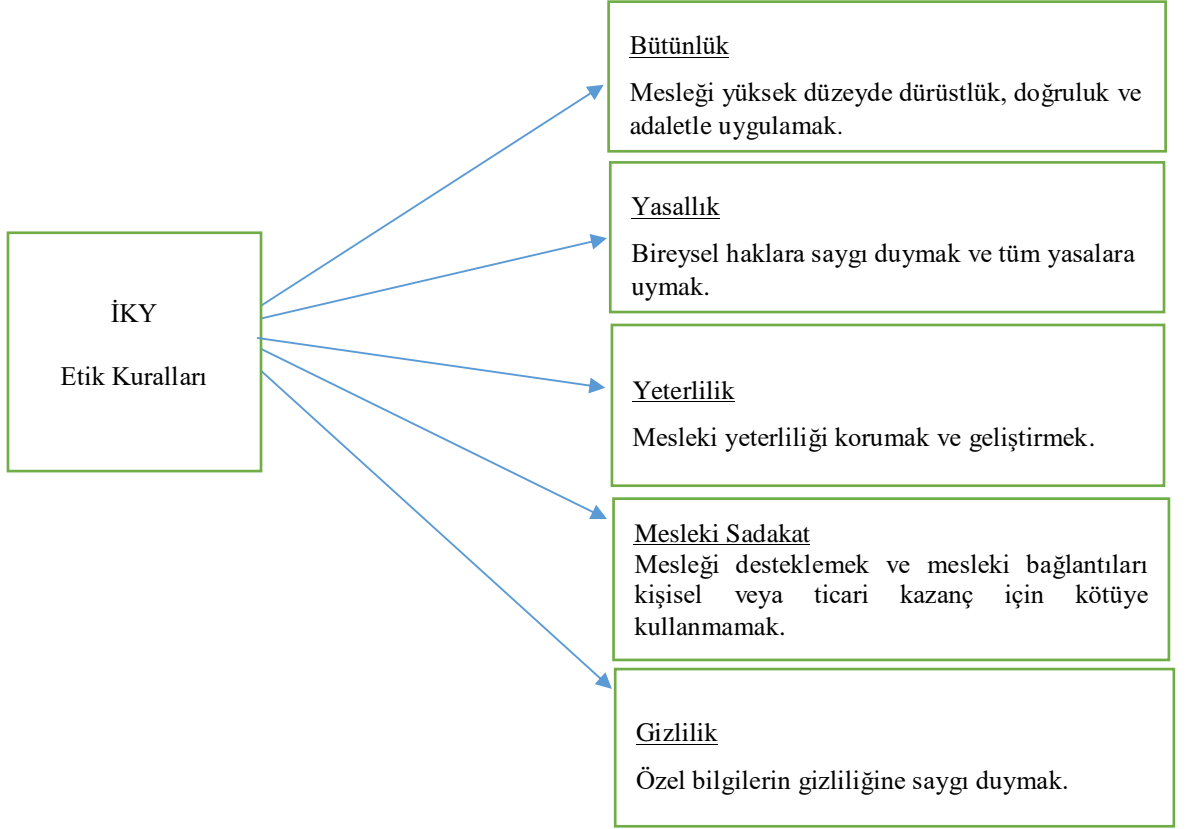 Bütünlük
Mesleği yüksek düzeyde dürüstlük, doğruluk ve
adaletle uygulamak.
Yasallık
Bireysel haklara saygı duymak ve tüm yasalara
uymak.
İKY
Etik Kuralları
Yeterlilik
Mesleki yeterliliği korumak ve geliştirmek.
Mesleki Sadakat
Mesleği desteklemek ve mesleki bağlantıları
kişisel veya ticari kazanç için kötüye
kullanmamak.
Gizlilik
Özel bilgilerin gizliliğine saygı duymak.